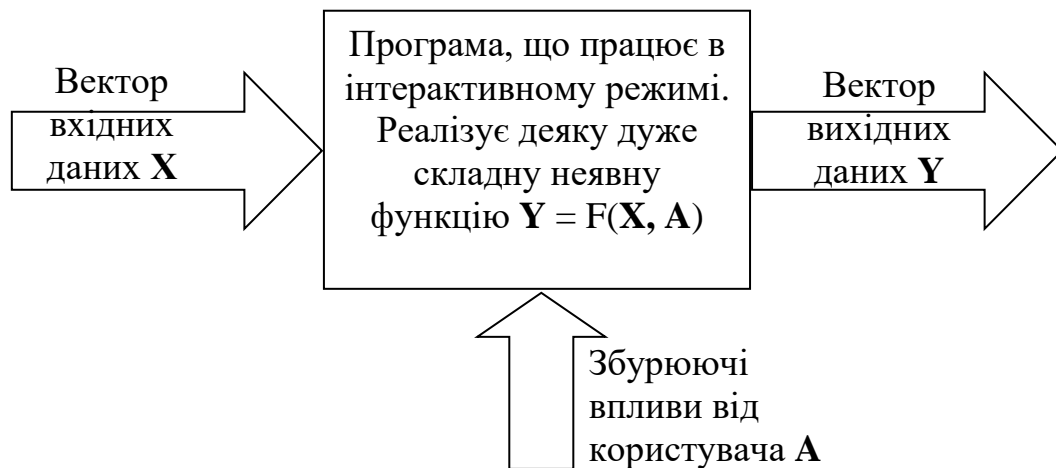 Вектор
вхідних
даних X
Програма, що працює в
інтерактивному режимі.
Реалізує деяку дуже
складну неявну
функцію Y = F(X, A)
Вектор
вихідних
даних Y
Збурюючі
впливи від
користувача A